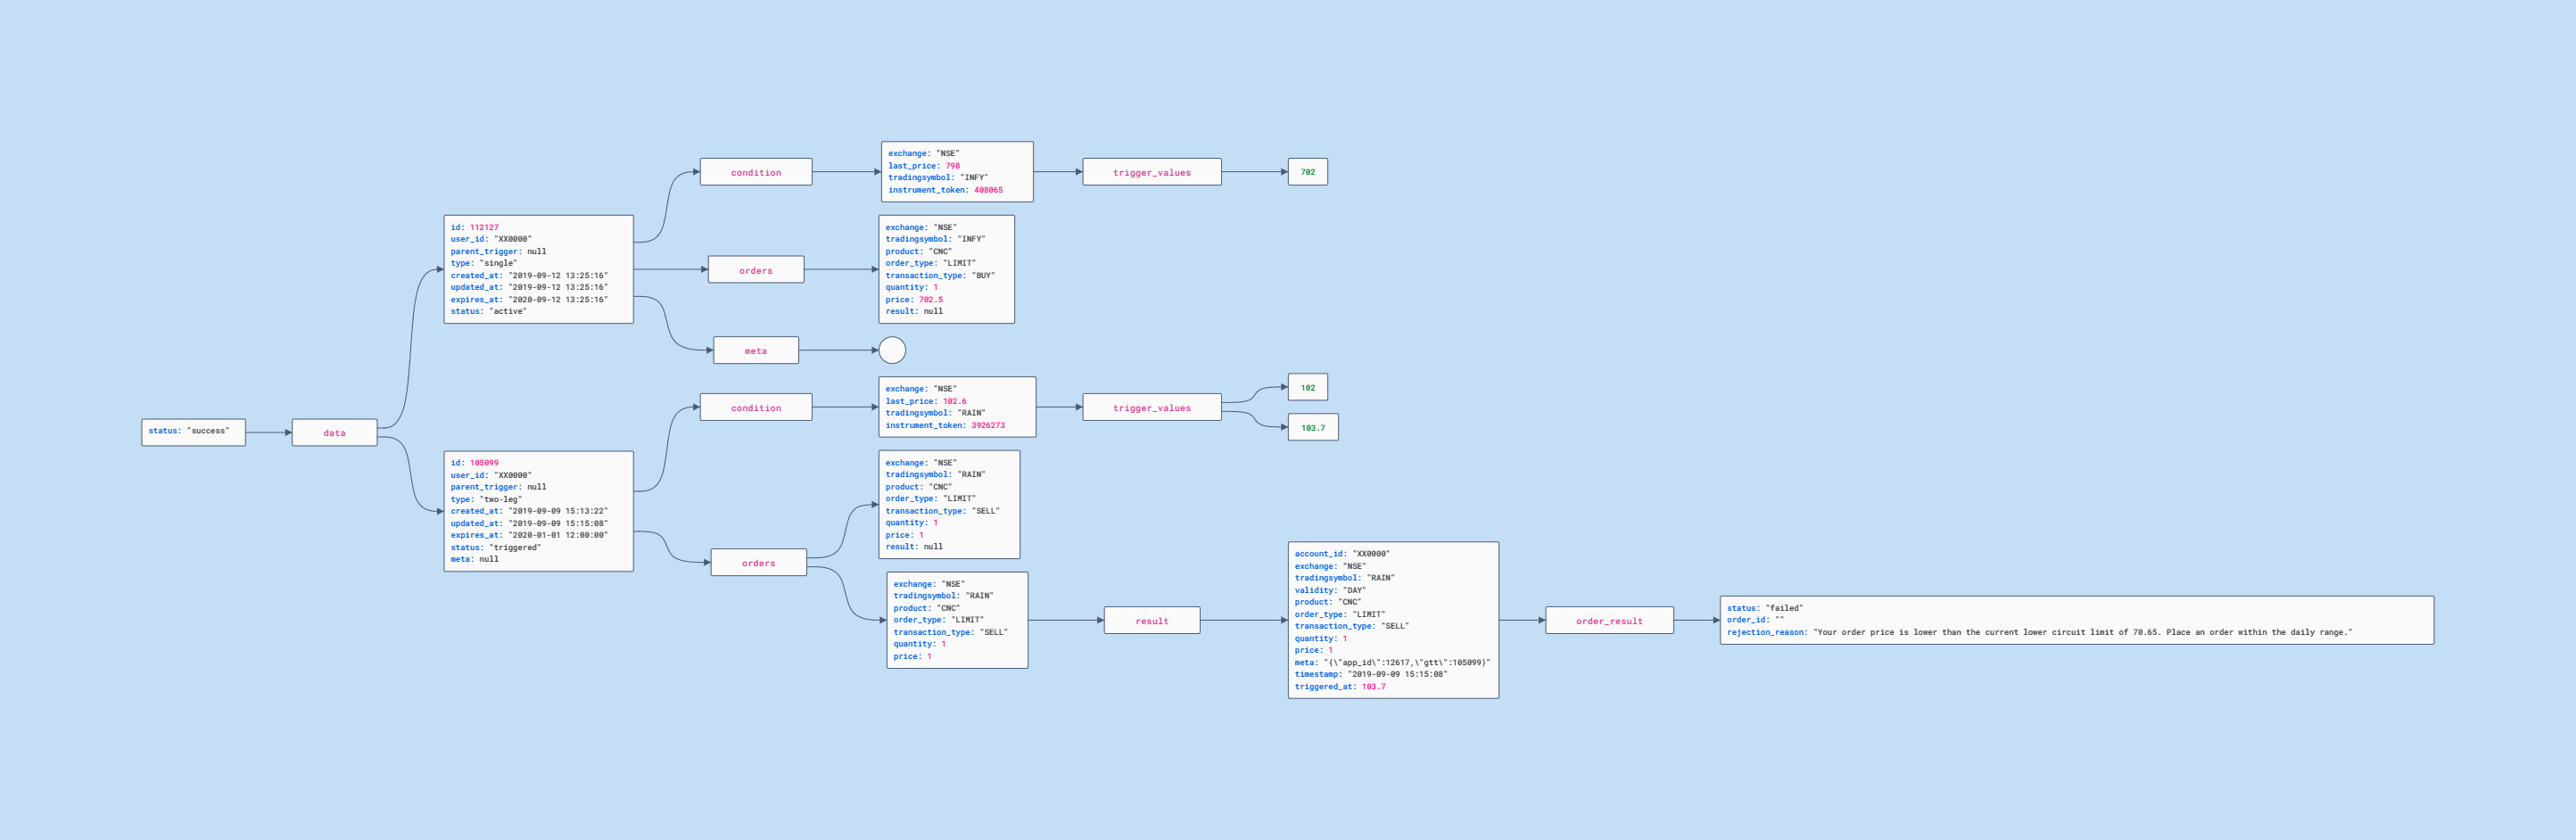 status: "success"
data
id: 112127
user_id: "XX0000"
parent_trigger: null
type: "single"
created_at: "2019-09-12 13:25:16"
updated_at: "2019-09-12 13:25:16"
expires_at: "2020-09-12 13:25:16"
status: "active"
condition
exchange: "NSE"
last_price: 798
tradingsymbol: "INFY"
instrument_token: 408065
trigger_values
702
orders
exchange: "NSE"
tradingsymbol: "INFY"
product: "CNC"
order_type: "LIMIT"
transaction_type: "BUY"
quantity: 1
price: 702.5
result: null
meta
id: 105099
user_id: "XX0000"
parent_trigger: null
type: "two-leg"
created_at: "2019-09-09 15:13:22"
updated_at: "2019-09-09 15:15:08"
expires_at: "2020-01-01 12:00:00"
status: "triggered"
meta: null
condition
exchange: "NSE"
last_price: 102.6
tradingsymbol: "RAIN"
instrument_token: 3926273
trigger_values
102
103.7
orders
exchange: "NSE"
tradingsymbol: "RAIN"
product: "CNC"
order_type: "LIMIT"
transaction_type: "SELL"
quantity: 1
price: 1
result: null
exchange: "NSE"
tradingsymbol: "RAIN"
product: "CNC"
order_type: "LIMIT"
transaction_type: "SELL"
quantity: 1
price: 1
result
account_id: "XX0000"
exchange: "NSE"
tradingsymbol: "RAIN"
validity: "DAY"
product: "CNC"
order_type: "LIMIT"
transaction_type: "SELL"
quantity: 1
price: 1
meta: "{\"app_id\":12617,\"gtt\":105099}"
timestamp: "2019-09-09 15:15:08"
triggered_at: 103.7
order_result
status: "failed"
order_id: ""
rejection_reason: "Your order price is lower than the current lower circuit limit of 70.65. Place an order within the daily range."